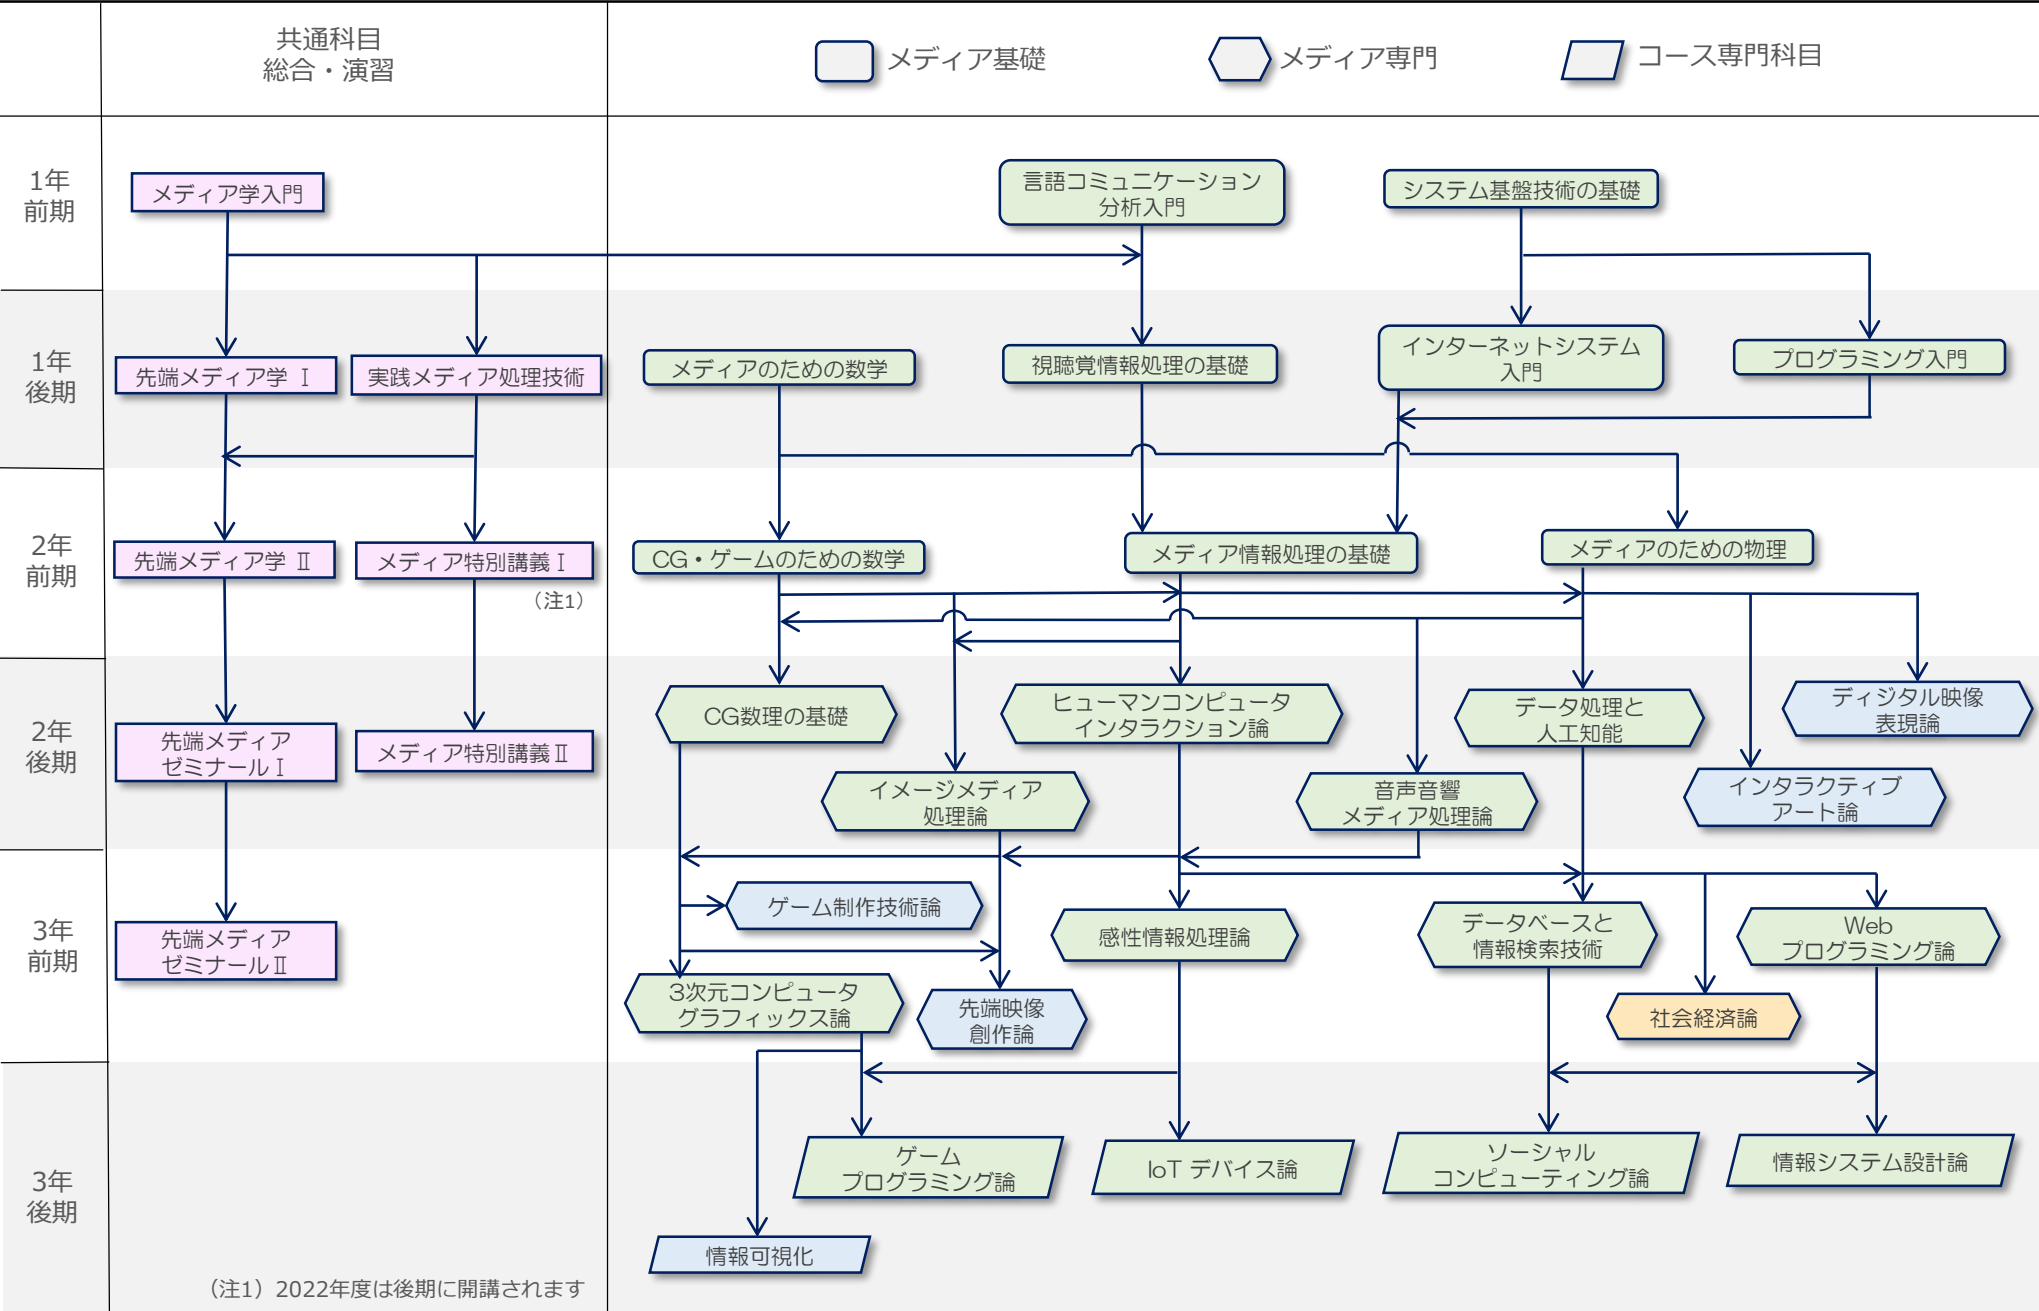 共通科目
総合・演習
メディア基礎
メディア専門
コース専門科目
1年
前期
メディア学入門
言語コミュニケーション
分析入門
システム基盤技術の基礎
1年
後期
先端メディア学 Ⅰ
実践メディア処理技術
メディアのための数学
視聴覚情報処理の基礎
インターネットシステム
入門
プログラミング入門
2年
前期
先端メディア学 Ⅱ
メディア特別講義Ⅰ
（注1）
CG・ゲームのための数学
メディア情報処理の基礎
メディアのための物理
2年
後期
先端メディア
ゼミナールⅠ
メディア特別講義Ⅱ
CG数理の基礎
ヒューマンコンピュータ
インタラクション論
データ処理と
人工知能
ディジタル映像
表現論
イメージメディア
処理論
音声音響
メディア処理論
インタラクティブ
アート論
3年
前期
先端メディア
ゼミナールⅡ
ゲーム制作技術論
感性情報処理論
データベースと
情報検索技術
Web
プログラミング論
3次元コンピュータ
グラフィックス論
先端映像
創作論
社会経済論
3年
後期
ゲーム
プログラミング論
IoT デバイス論
ソーシャル
コンピューティング論
情報システム設計論
情報可視化
（注1）2022年度は後期に開講されます